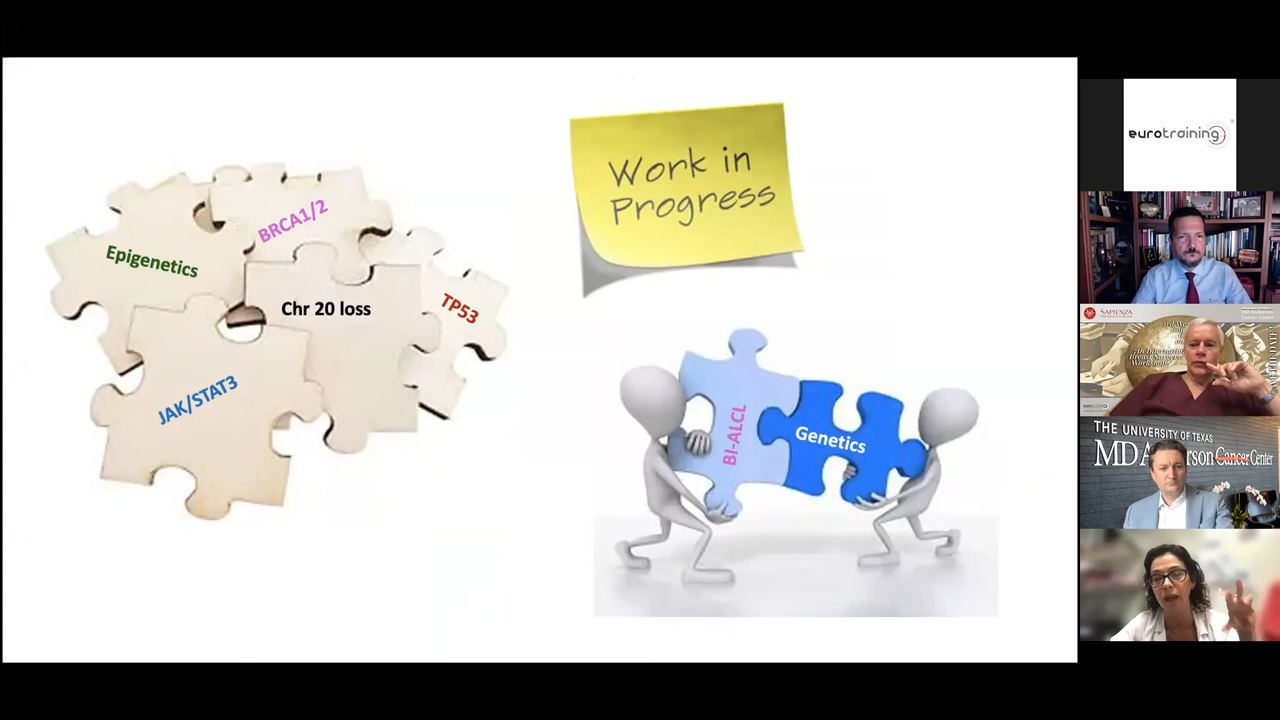 Work in
Progress
Epigenetics
BRCA1/2
Chr 20 loss
TP53
JAK/STAT3
BI-ALCL
Genetics
eurotraining
SAPIENZA
MD Anderson
THE UNIVERSITY OF TEXAS
Cancer Center